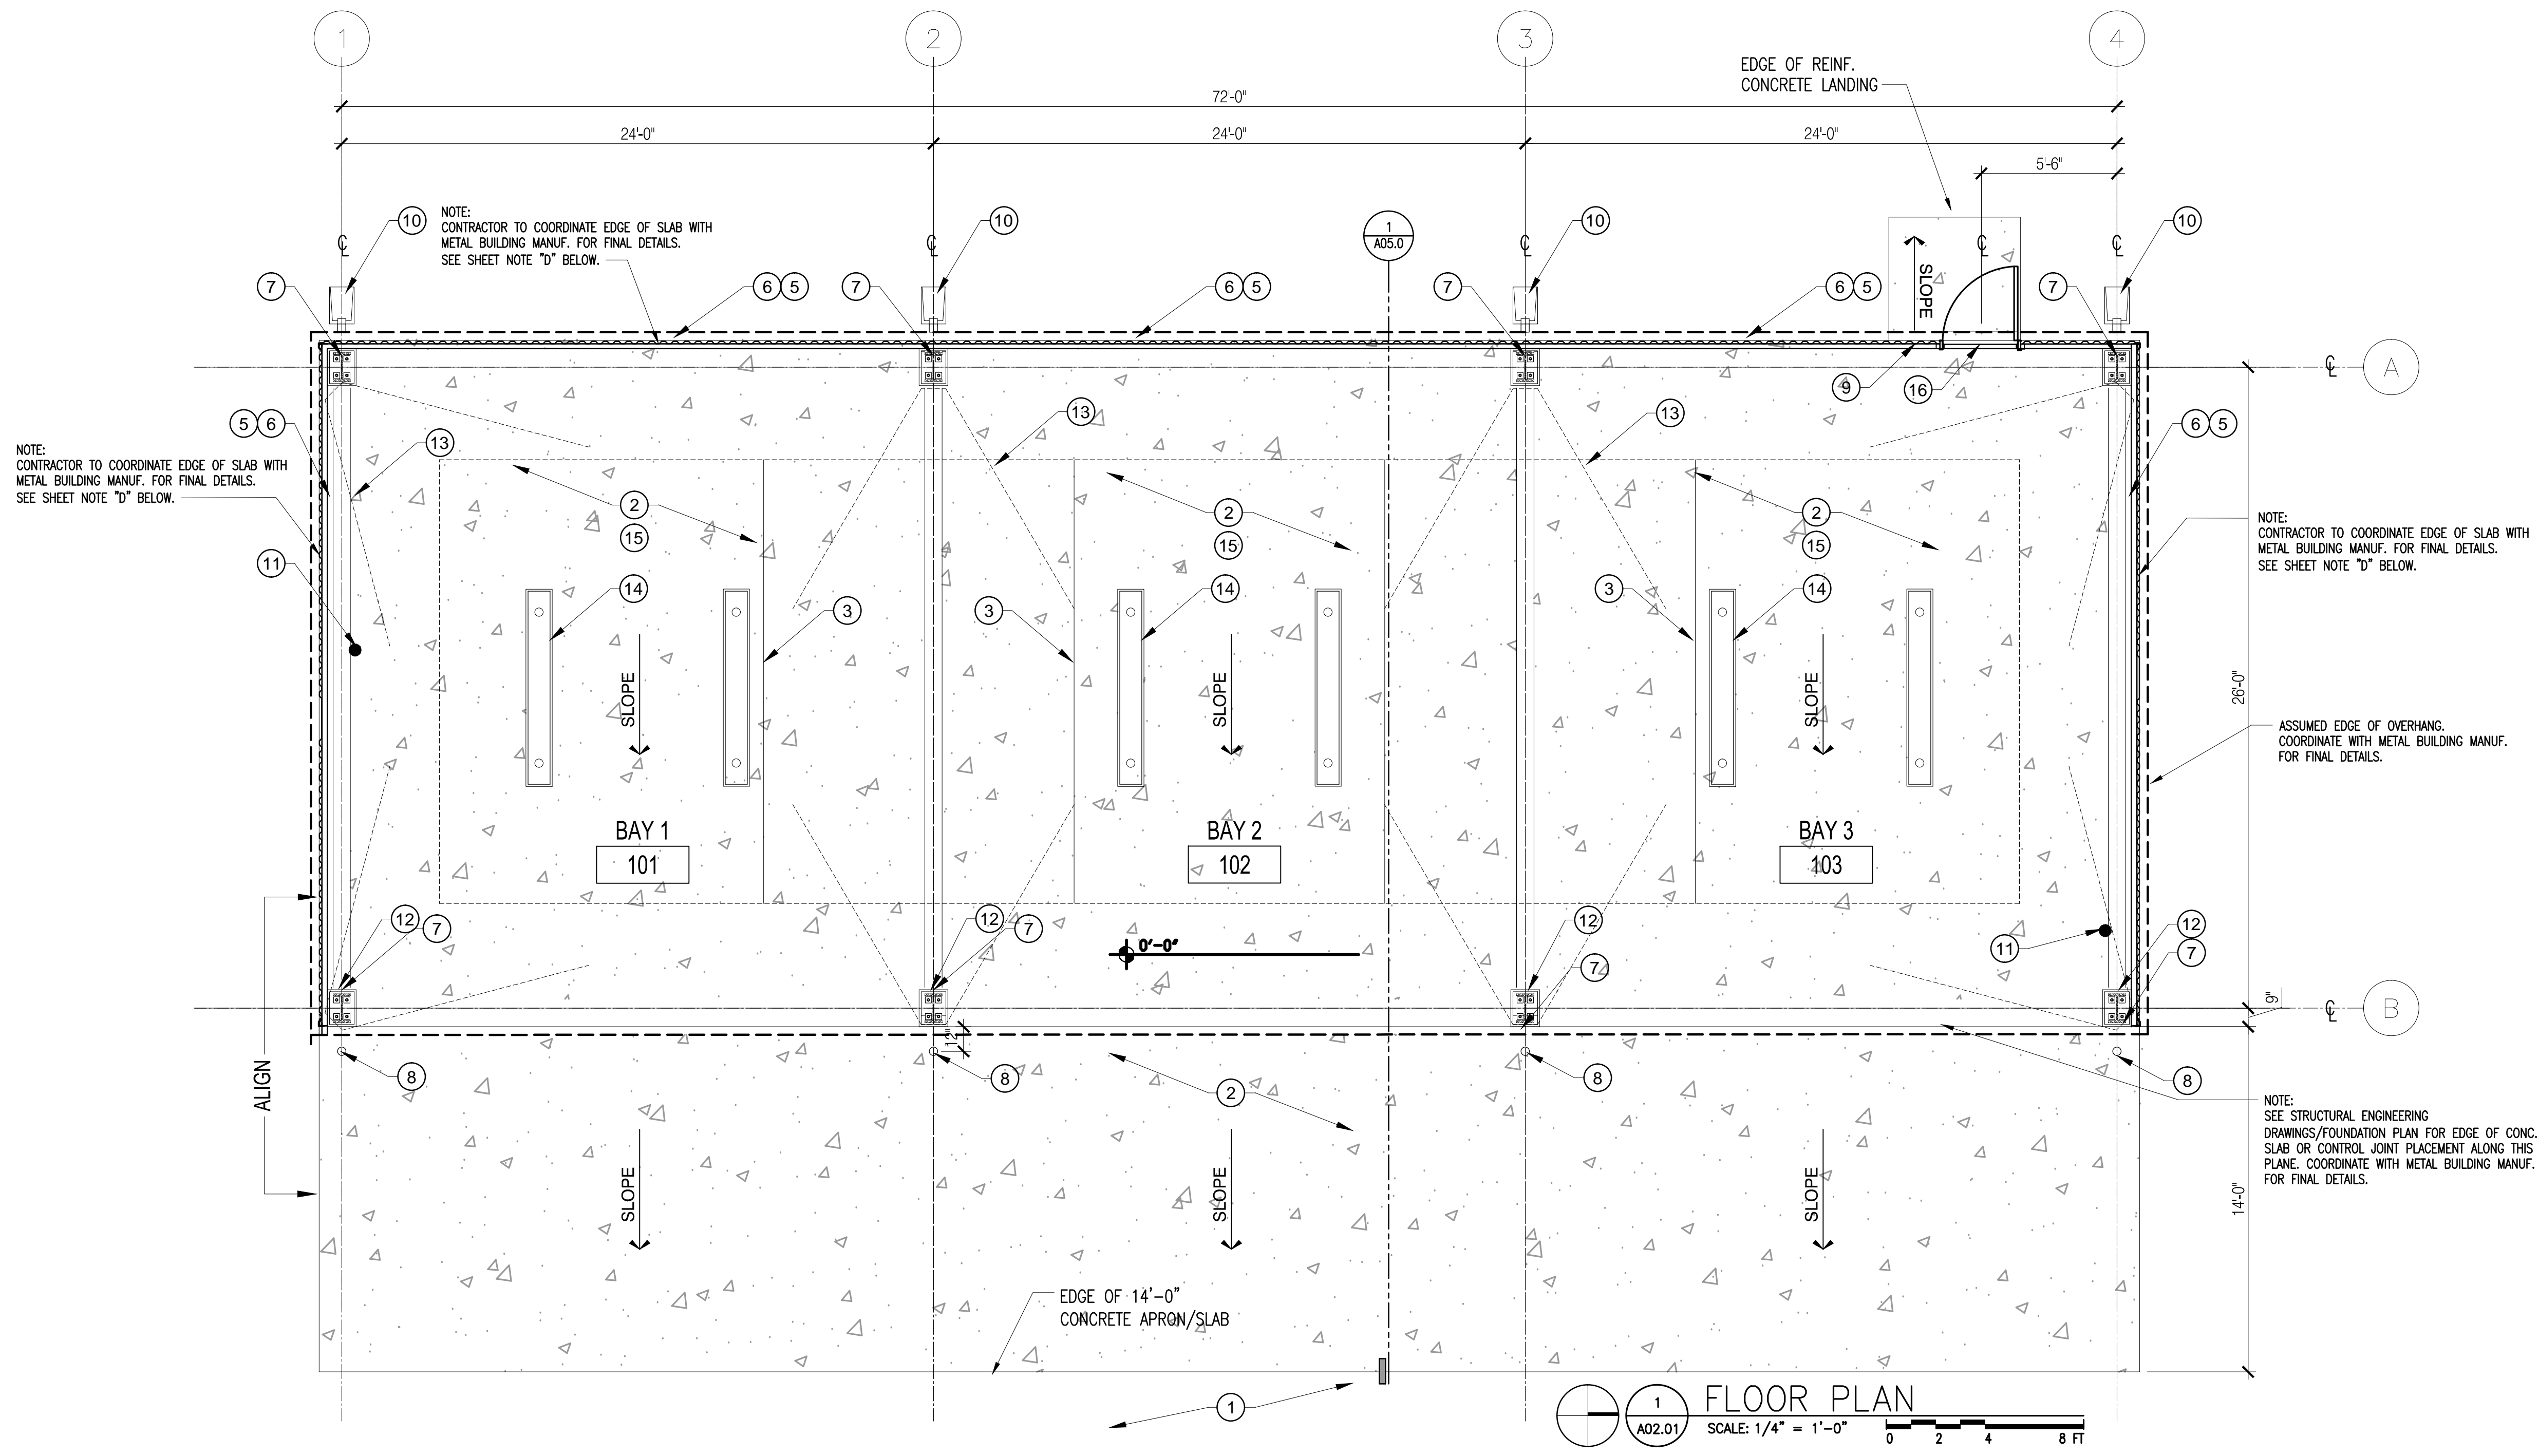 1
2
3
4
EDGE OF REINF.
CONCRETE LANDING
72'-0"
24'-0"
24'-0"
24'-0"
5'-6"
NOTE:
CONTRACTOR TO COORDINATE EDGE OF SLAB WITH
METAL BUILDING MANUF. FOR FINAL DETAILS.
SEE SHEET NOTE "D" BELOW.
10
10
10
10
1
A05.0
℄
℄
℄
℄
℄
SLOPE
7
6 5
7
6 5
7
6 5
7
9
16
℄
A
5 6
13
13
13
6 5
NOTE:
CONTRACTOR TO COORDINATE EDGE OF SLAB WITH
METAL BUILDING MANUF. FOR FINAL DETAILS.
SEE SHEET NOTE "D" BELOW.
2
15
2
15
2
15
NOTE:
CONTRACTOR TO COORDINATE EDGE OF SLAB WITH
METAL BUILDING MANUF. FOR FINAL DETAILS.
SEE SHEET NOTE "D" BELOW.
11
14
3
3
14
3
14
SLOPE
SLOPE
SLOPE
26'-0"
ASSUMED EDGE OF OVERHANG.
COORDINATE WITH METAL BUILDING MANUF.
FOR FINAL DETAILS.
BAY 1
101
BAY 2
102
BAY 3
103
12
7
12
7
12
7
11
12
7
0'-0"
9"
℄
B
12"
ALIGN
8
8
8
8
2
NOTE:
SEE STRUCTURAL ENGINEERING
DRAWINGS/FOUNDATION PLAN FOR EDGE OF CONC.
SLAB OR CONTROL JOINT PLACEMENT ALONG THIS
PLANE. COORDINATE WITH METAL BUILDING MANUF.
FOR FINAL DETAILS.
SLOPE
SLOPE
SLOPE
14'-0"
EDGE OF 14'-0"
CONCRETE APRON/SLAB
1
1
A02.01
FLOOR PLAN
SCALE: 1/4" = 1'-0"
0 2 4 8 FT